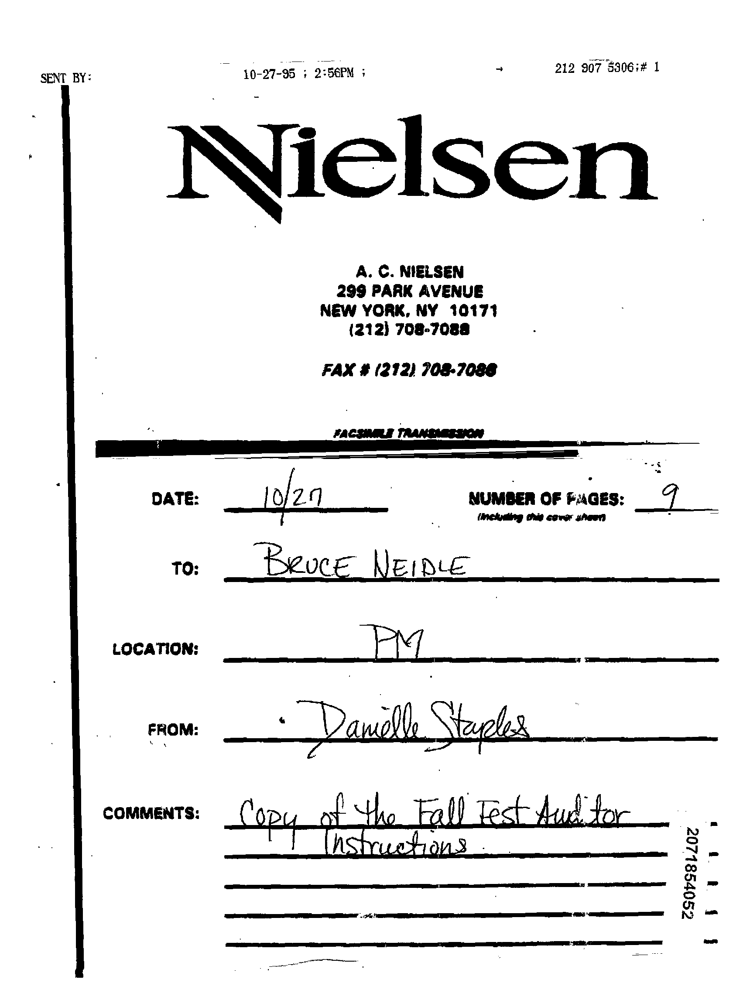 SENT BY: 10-27-95 ; 2:56PM ; → 212 907 5306;# 1
Nielsen
A. C. NIELSEN
299 PARK AVENUE
NEW YORK, NY 10171
(212) 708-7088
FAX # (212) 708-7086
FACSIMILE TRANSMISSION
DATE: 10/27 NUMBER OF PAGES: 9
(including this cover sheet)
TO: BRUCE NEIDLE
LOCATION: PM
FROM: Danielle Staples
COMMENTS: Copy of the Fall Fest Auditor
Instructions
2071854052